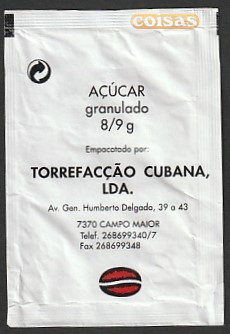 coisas
AÇÚCAR
granulado
8/9 g
Empacotado por:
TORREFACÇÃO CUBANA,
LDA.
Av. Gen. Humberto Delgado, 39 a 43
7370 CAMPO MAIOR
Telef. 268699340/7
Fax 268699348